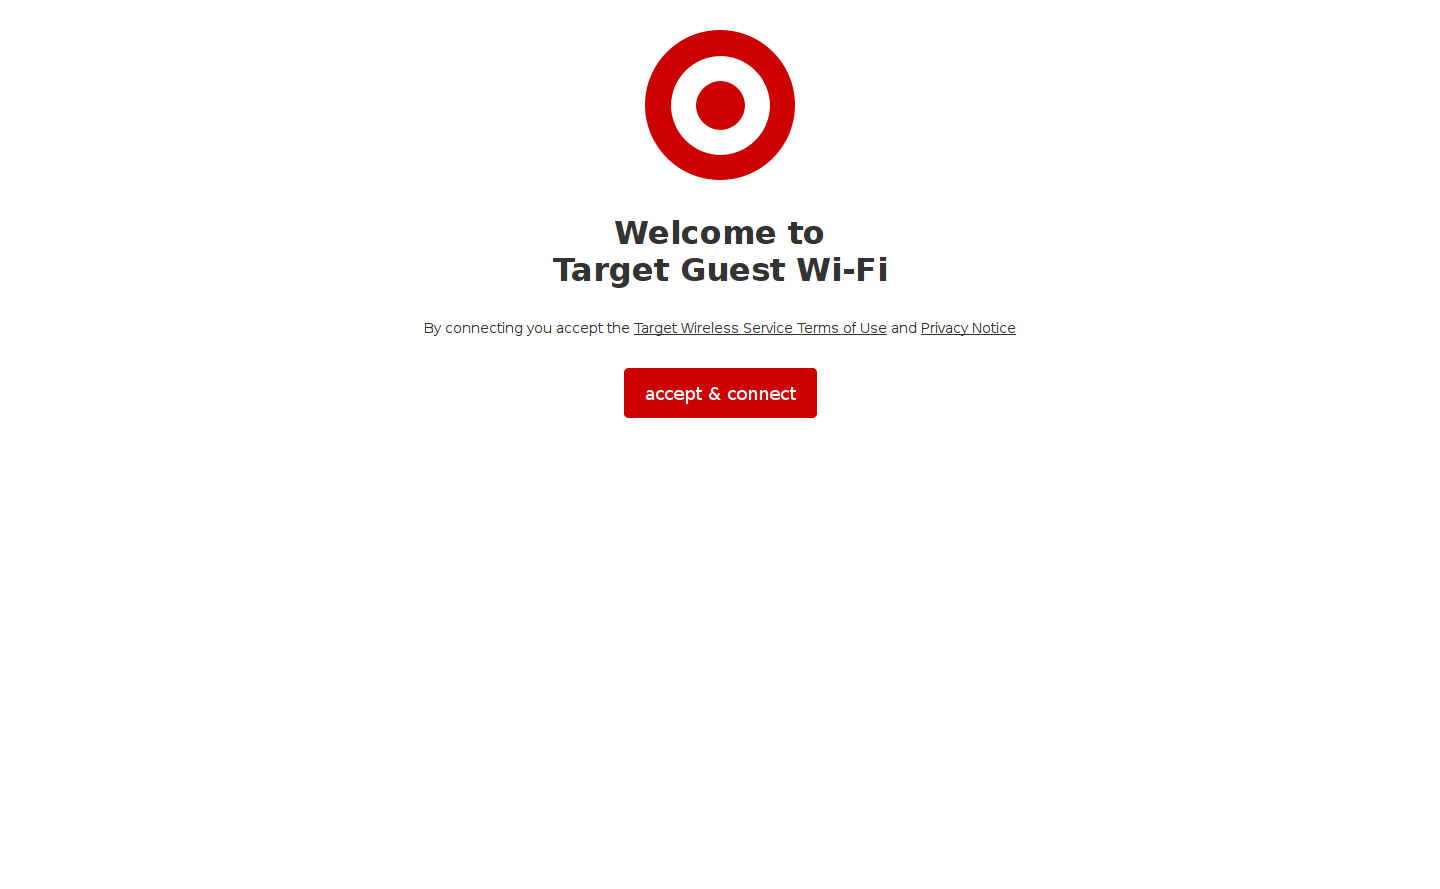 Welcome to
Target Guest Wi-Fi
By connecting you accept the Target Wireless Service Terms of Use and Privacy Notice
accept & connect